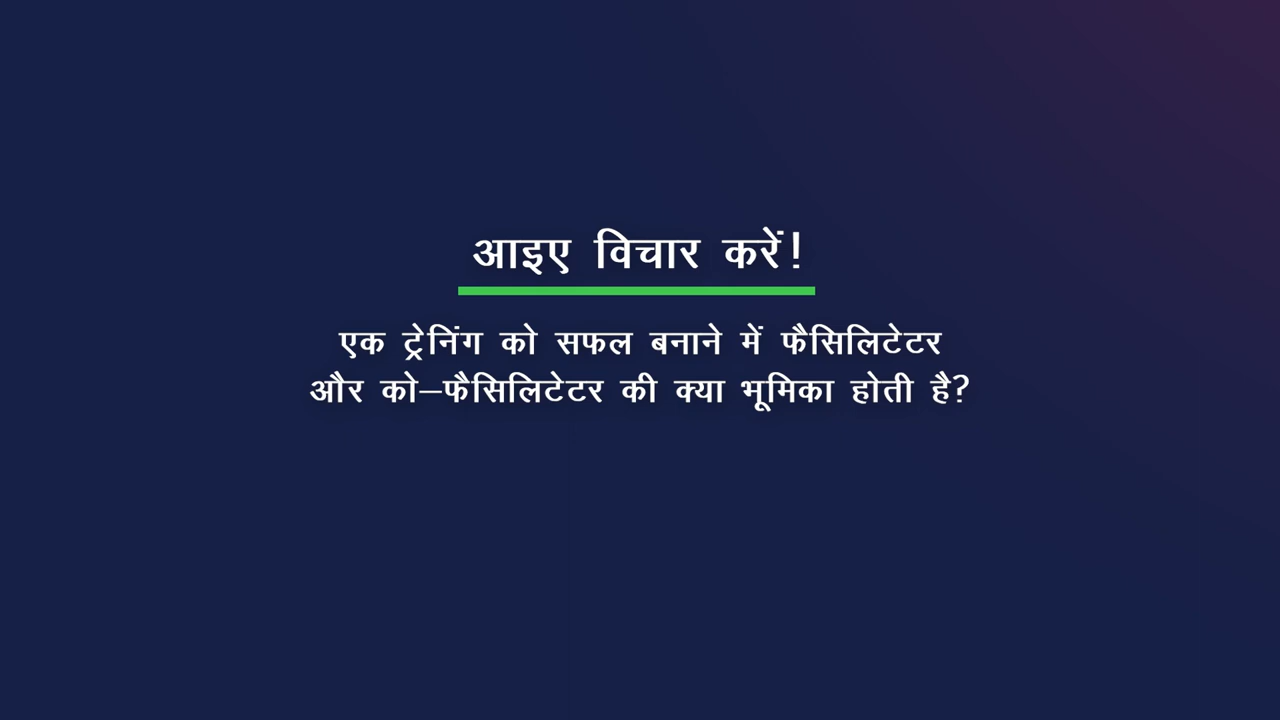 आइए विचार करें!
एक ट्रेनिंग को सफल बनाने में फैसिलिटेटर
और को–फैसिलिटेटर की क्या भूमिका होती है?